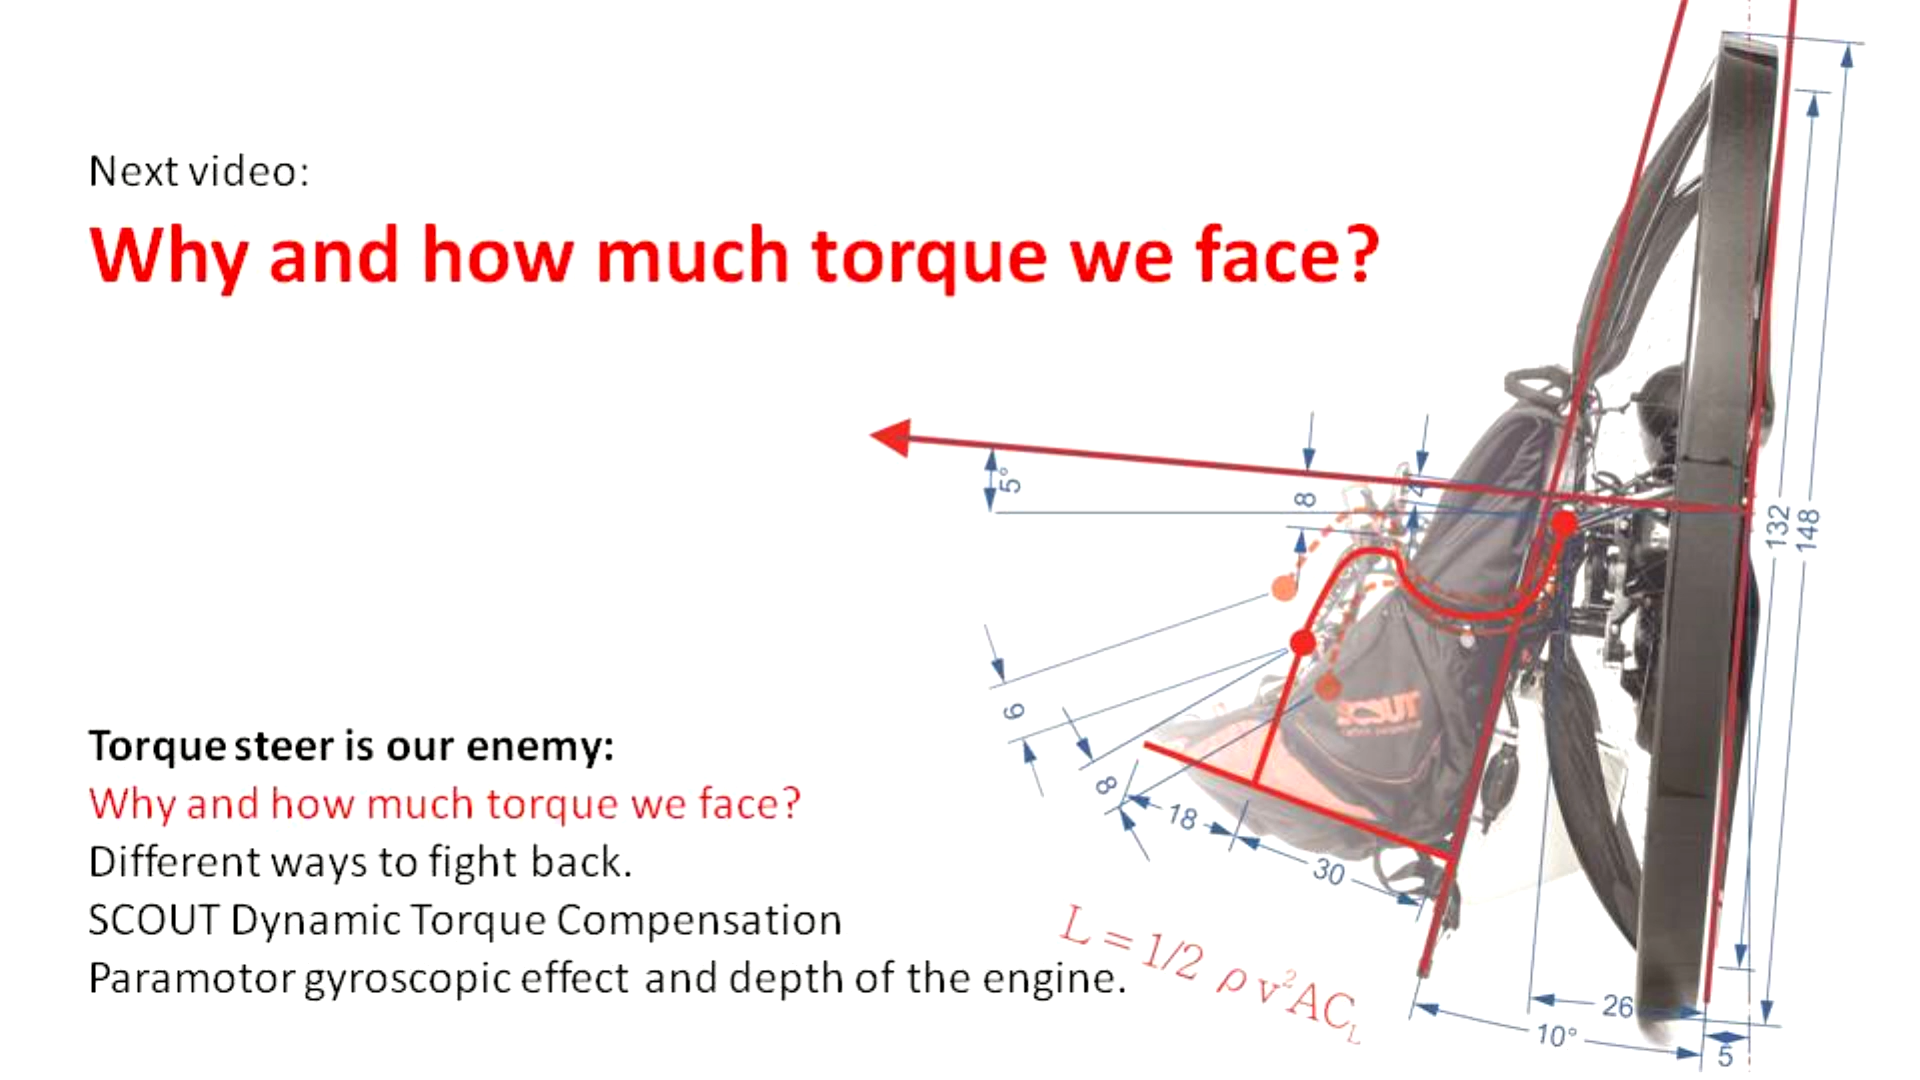 Next video:
Why and how much torque we face?
5°
8
4
132
148
6
8
18
30
SCOUT
Torque steer is our enemy:
Why and how much torque we face?
Different ways to fight back.
SCOUT Dynamic Torque Compensation
Paramotor gyroscopic effect and depth of the engine.
L = 1/2 ρ v²AC_L
26
10°
5